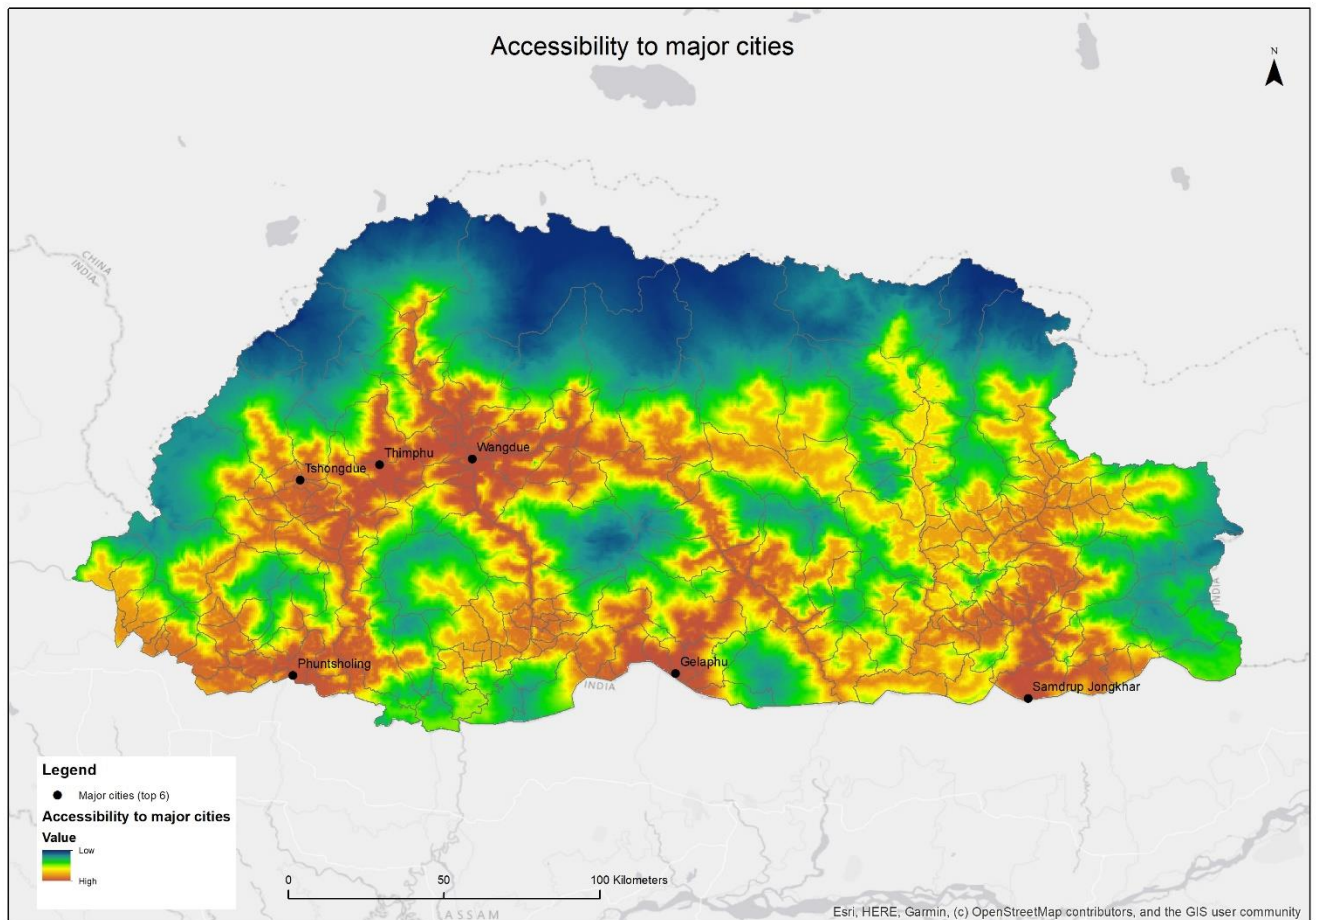 Accessibility to major cities
N
CHINA
INDIA
Wangdue
Thimphu
Tshongdue
INDIA
Phuntsholing
Gelaphu
INDIA
Samdrup Jongkhar
Legend
Major cities (top 6)
Accessibility to major cities
Value
Low
High
0 50 100 Kilometers
ASSAM
Esri, HERE, Garmin, (c) OpenStreetMap contributors, and the GIS user community